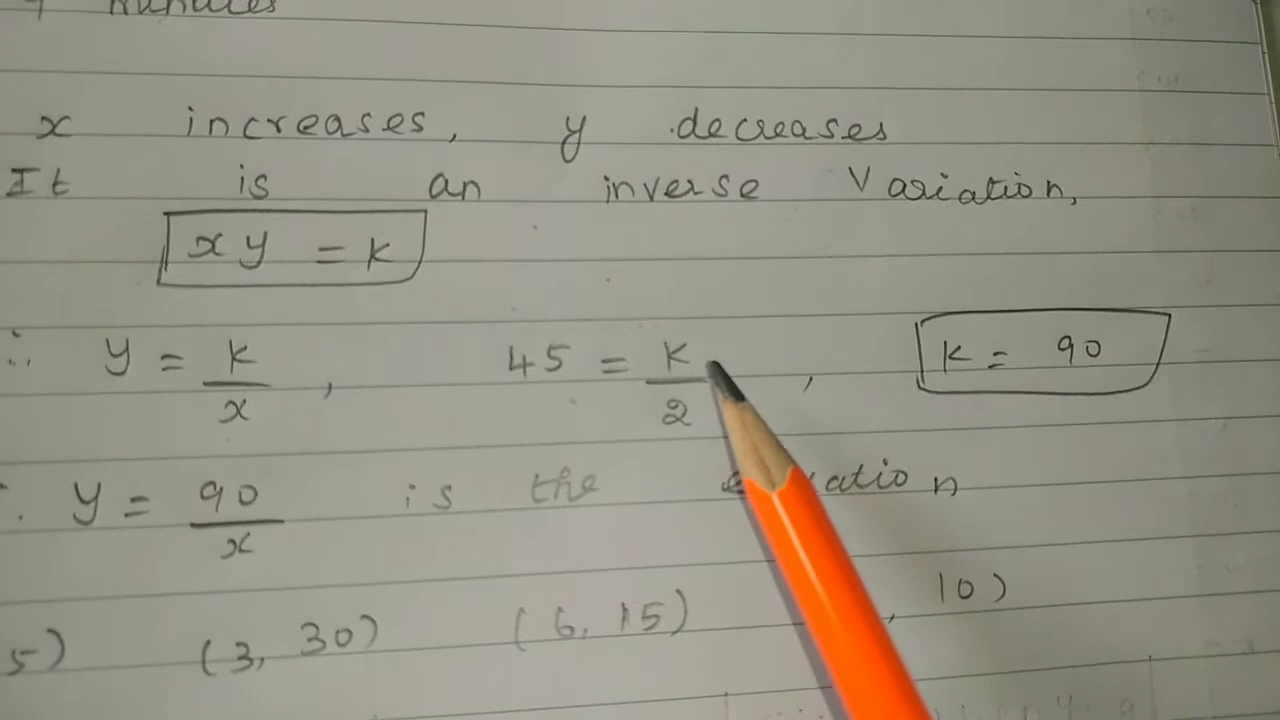 x increases, y decreases
It is an inverse Variation,
xy = k
∴ y = k/x , 45 = k/2 , k = 90
∴ y = 90/x is the
5) (3, 30) (6, 15) , 10)